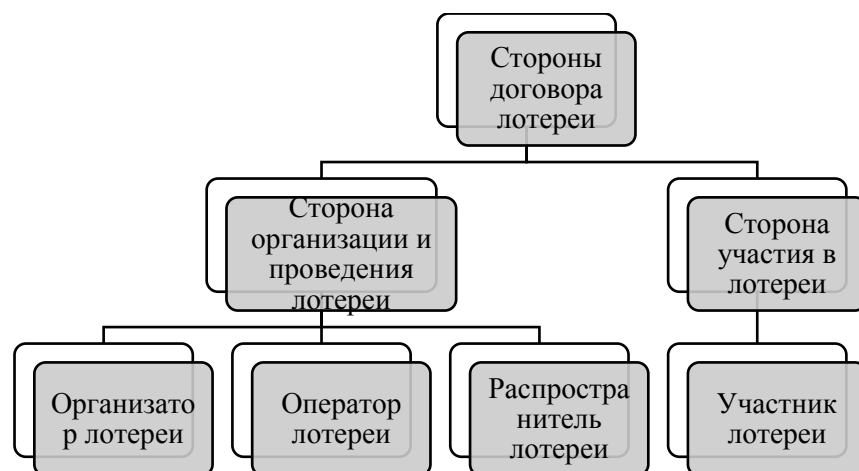 Стороны
договора
лотереи
Сторона
организации и
проведения
лотереи
Сторона
участия в
лотереи
Организато
р лотереи
Оператор
лотереи
Распростра
нитель
лотереи
Участник
лотереи